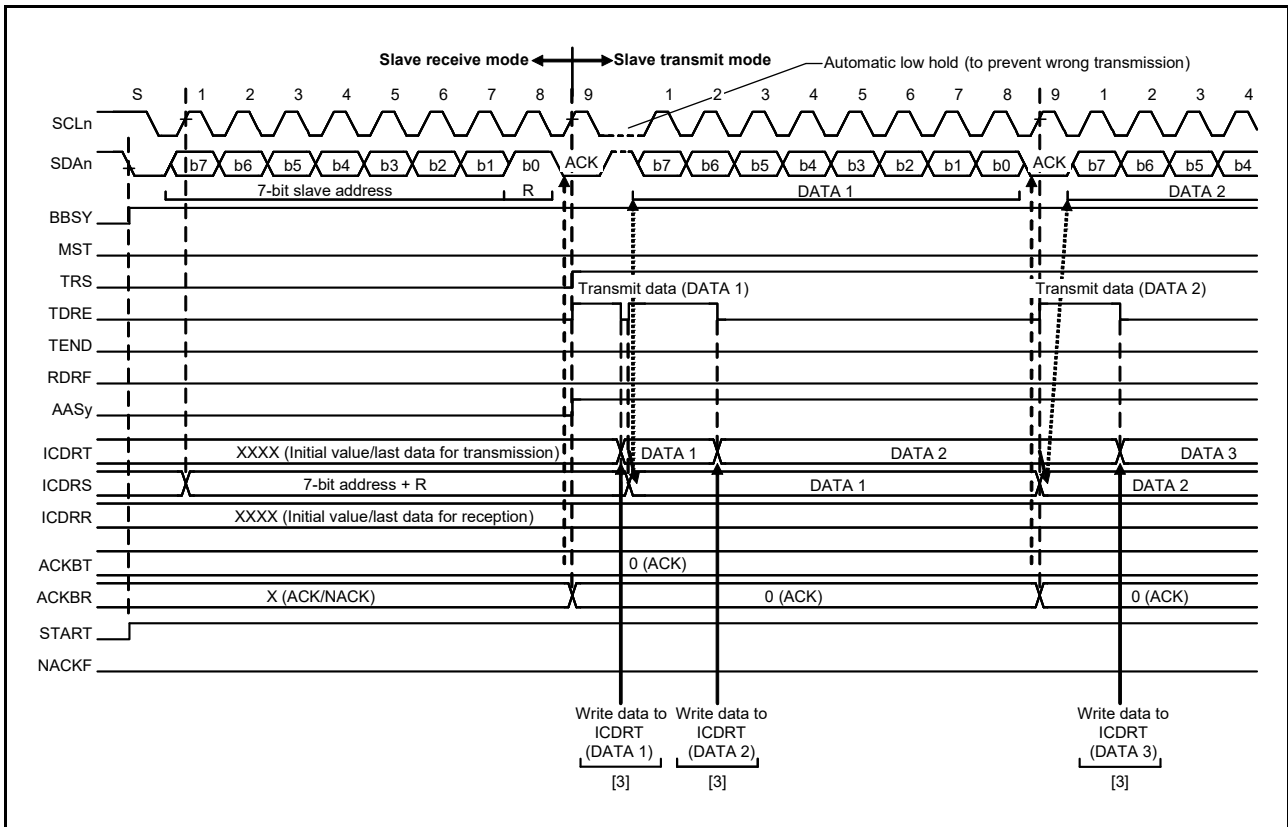 Slave receive mode Slave transmit mode
Automatic low hold (to prevent wrong transmission)
S 1 2 3 4 5 6 7 8 9 1 2 3 4 5 6 7 8 9 1 2 3 4
SCLn
SDAn b7 b6 b5 b4 b3 b2 b1 b0 ACK b7 b6 b5 b4 b3 b2 b1 b0 ACK b7 b6 b5 b4
7-bit slave address R DATA 1 DATA 2
BBSY
MST
TRS
Transmit data (DATA 1) Transmit data (DATA 2)
TDRE
TEND
RDRF
AASy
ICDRT XXXX (Initial value/last data for transmission) DATA 1 DATA 2 DATA 3
ICDRS 7-bit address + R DATA 1 DATA 2
ICDRR XXXX (Initial value/last data for reception)
ACKBT 0 (ACK)
ACKBR X (ACK/NACK) 0 (ACK) 0 (ACK)
START
NACKF
Write data to Write data to Write data to
ICDRT ICDRT ICDRT
(DATA 1) (DATA 2) (DATA 3)
[3] [3] [3]